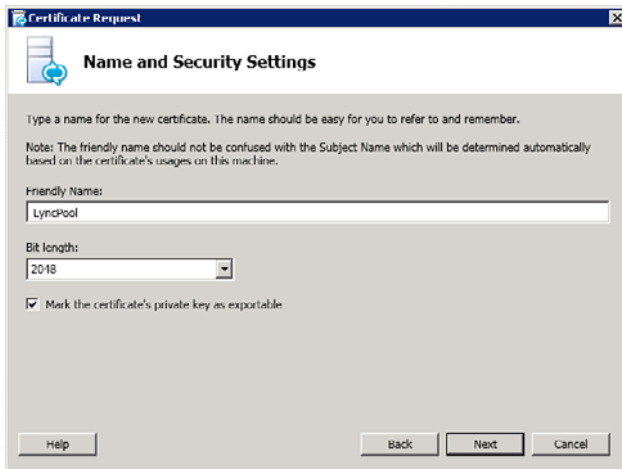 Certificate Request
Name and Security Settings
Type a name for the new certificate. The name should be easy for you to refer to and remember.
Note: The friendly name should not be confused with the Subject Name which will be determined automatically
based on the certificate's usages on this machine.
Friendly Name:
LyncPool
Bit length:
2048
Mark the certificate's private key as exportable
Help Back Next Cancel